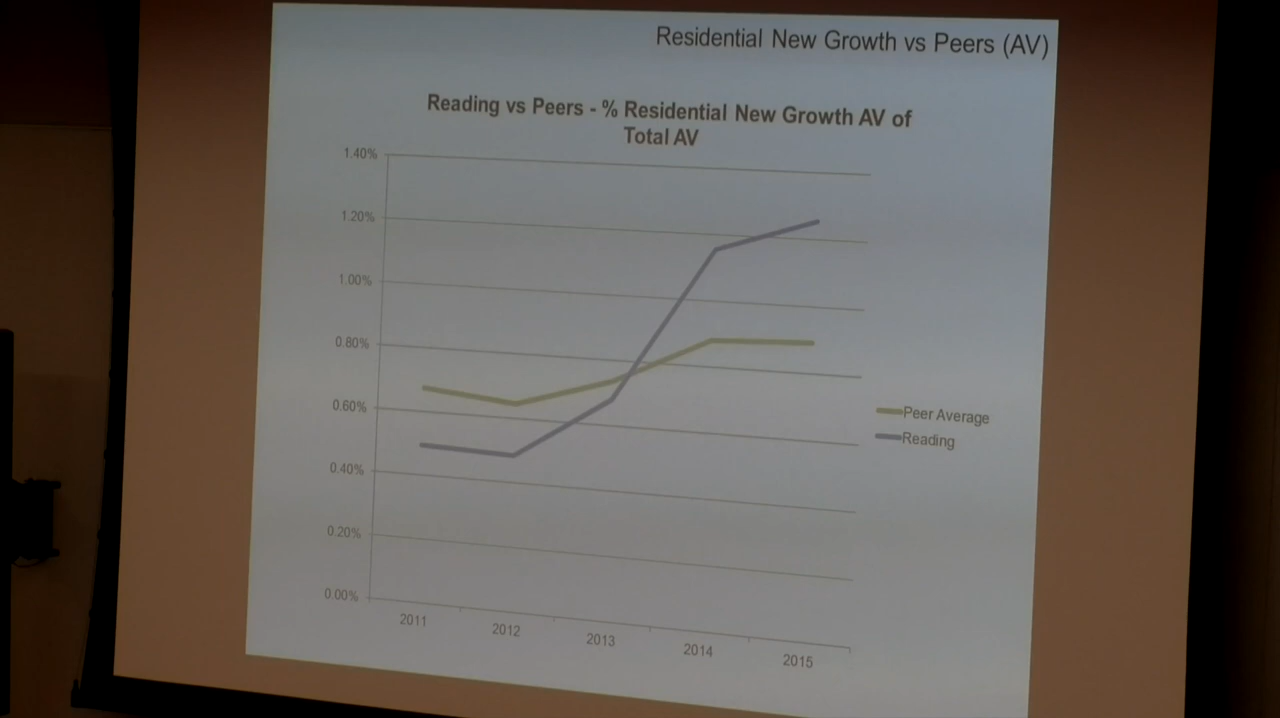 Residential New Growth vs Peers (AV)
Reading vs Peers - % Residential New Growth AV of
Total AV
1.40%
1.20%
1.00%
0.80%
0.60%
0.40%
0.20%
0.00%
2011
2012
2013
2014
2015
Peer Average
Reading